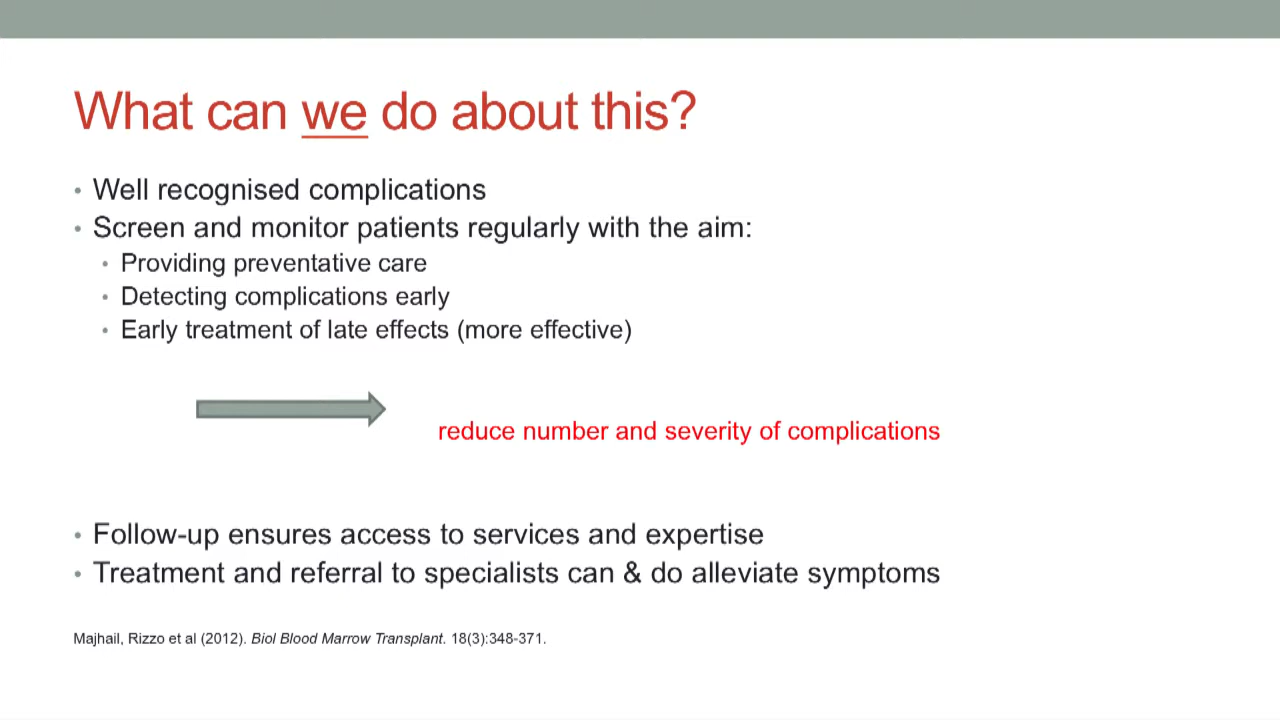 What can we do about this?
• Well recognised complications
• Screen and monitor patients regularly with the aim:
• Providing preventative care
• Detecting complications early
• Early treatment of late effects (more effective)
reduce number and severity of complications
• Follow-up ensures access to services and expertise
• Treatment and referral to specialists can & do alleviate symptoms
Majhail, Rizzo et al (2012). Biol Blood Marrow Transplant. 18(3):348-371.